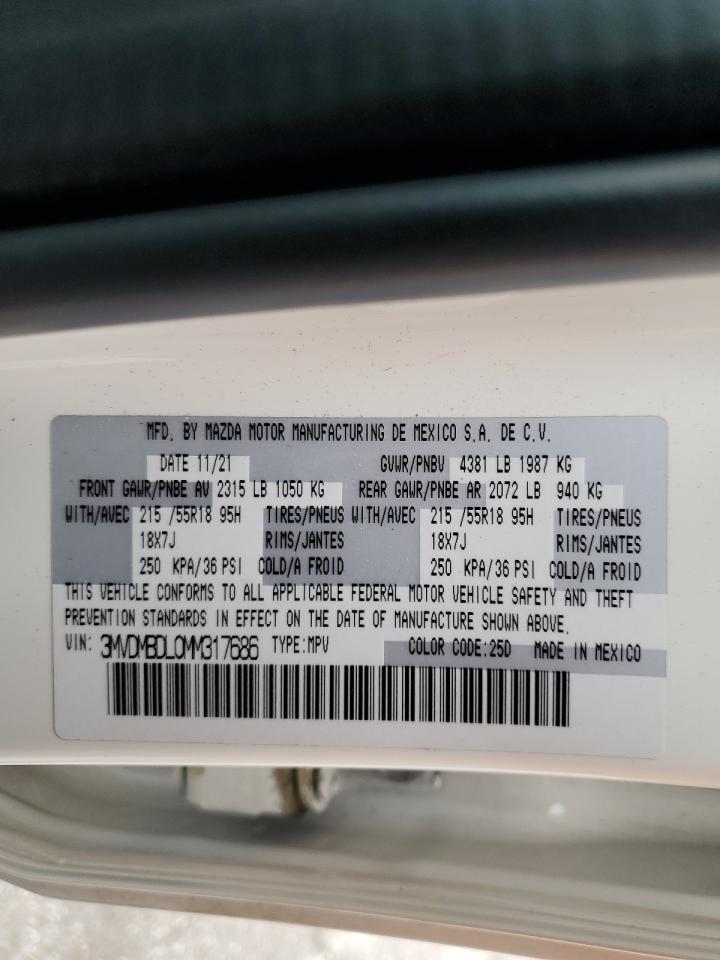 MFD. BY MAZDA MOTOR MANUFACTURING DE MEXICO S.A. DE C.V.
DATE 11/21 GVWR/PNBV 4381 LB 1987 KG
FRONT GAWR/PNBE AV 2315 LB 1050 KG REAR GAWR/PNBE AR 2072 LB 940 KG
WITH/AVEC 215 /55R18 95H TIRES/PNEUS WITH/AVEC 215 /55R18 95H TIRES/PNEUS
18X7J RIMS/JANTES 18X7J RIMS/JANTES
250 KPA/36 PSI COLD/A FROID 250 KPA/36 PSI COLD/A FROID
THIS VEHICLE CONFORMS TO ALL APPLICABLE FEDERAL MOTOR VEHICLE SAFETY AND THEFT
PREVENTION STANDARDS IN EFFECT ON THE DATE OF MANUFACTURE SHOWN ABOVE.
VIN: 3MVDMBDL0MM317686 TYPE:MPV COLOR CODE:25D MADE IN MEXICO